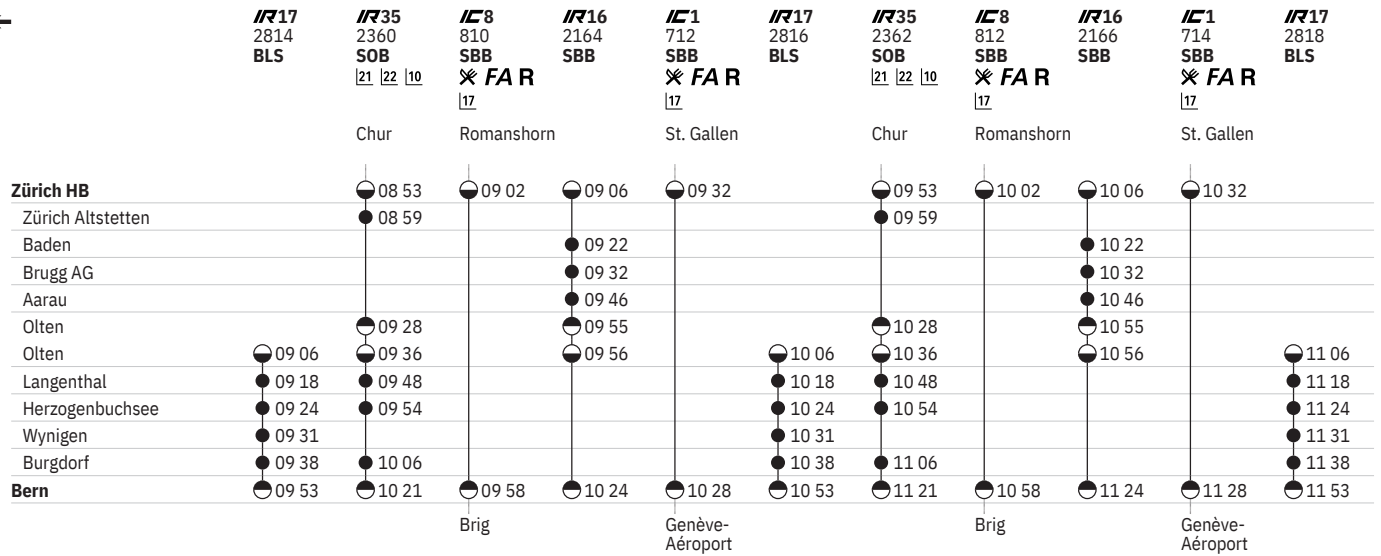 IR17 IR35 IC8 IR16 IC1 IR17 IR35 IC8 IR16 IC1 IR17
2814 2360 810 2164 712 2816 2362 812 2166 714 2818
BLS SOB SBB SBB SBB BLS SOB SBB SBB SBB BLS
21 22 10 FA R FA R 21 22 10 FA R FA R
17 17 17 17
Chur Romanshorn St. Gallen Chur Romanshorn St. Gallen
Zürich HB 08 53 09 02 09 06 09 32 09 53 10 02 10 06 10 32
Zürich Altstetten 08 59 09 59
Baden 09 22 10 22
Brugg AG 09 32 10 32
Aarau 09 46 10 46
Olten 09 28 09 55 10 28 10 55
Olten 09 06 09 36 09 56 10 06 10 36 10 56 11 06
Langenthal 09 18 09 48 10 18 10 48 11 18
Herzogenbuchsee 09 24 09 54 10 24 10 54 11 24
Wynigen 09 31 10 31 11 31
Burgdorf 09 38 10 06 10 38 11 06 11 38
Bern 09 53 10 21 09 58 10 24 10 28 10 53 11 21 10 58 11 24 11 28 11 53
Brig Genève- Brig Genève-
Aéroport Aéroport